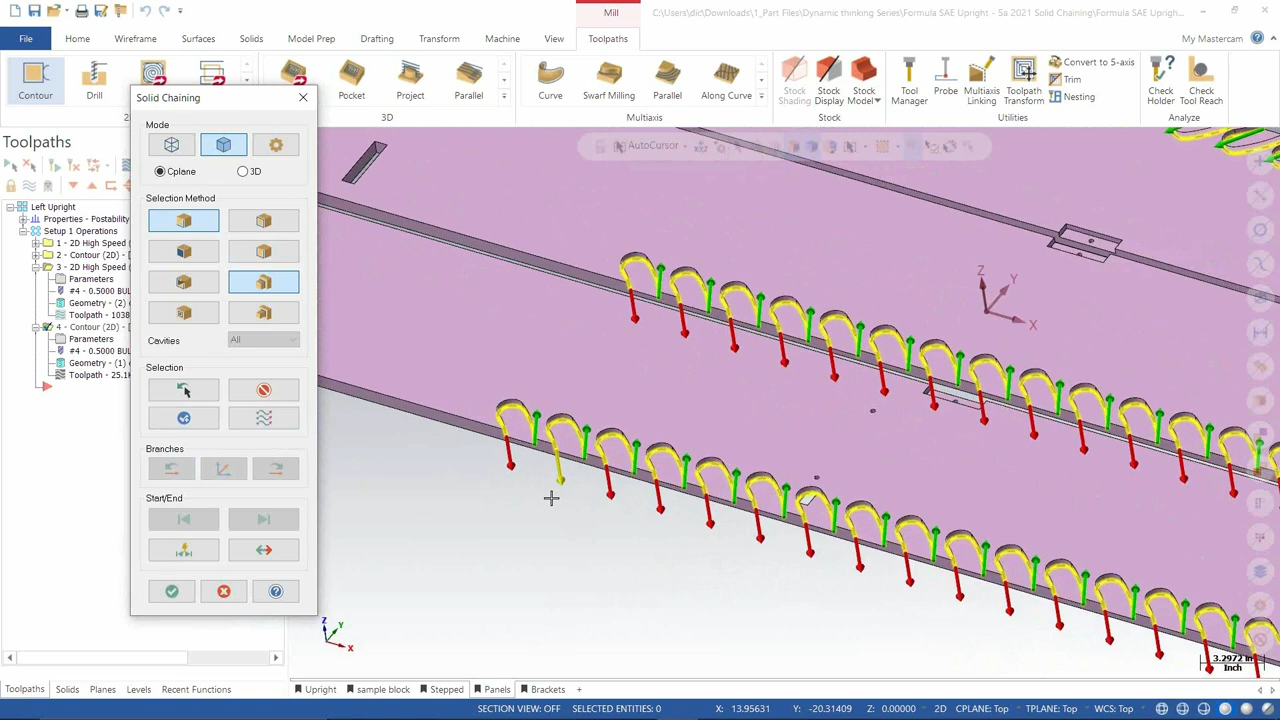 Mill
C:\Users\dic\Downloads\1_Part Files\Dynamic thinking Series\Formula SAE Upright - 5a 2021 Solid Chaining\Formula SAE Upright...
File
Home
Wireframe
Surfaces
Solids
Model Prep
Drafting
Transform
Machine
View
Toolpaths
My Mastercam
Contour
Drill
Pocket
Project
Parallel
Curve
Swarf Milling
Parallel
Along Curve
Stock Shading
Stock Display
Stock Model
Tool Manager
Probe
Multiaxis Linking
Toolpath Transform
Convert to 5-axis
Trim
Nesting
Check Holder
Check Tool Reach
3D
Multiaxis
Stock
Utilities
Analyze
Toolpaths
Left Upright
Properties - Postability
Setup 1 Operations
1 - 2D High Speed
2 - Contour (2D) - [
3 - 2D High Speed
Parameters
#4 - 0.5000 BUL
Geometry - (2)
Toolpath - 1038
4 - Contour (2D) - [
Parameters
#4 - 0.5000 BUL
Geometry - (1)
Toolpath - 25.1K
Solid Chaining
Mode
Cplane
3D
Selection Method
Cavities
All
Selection
Branches
Start/End
AutoCursor
Z
Y
X
Z
Y
X
3.2972 in
Inch
Toolpaths
Solids
Planes
Levels
Recent Functions
Upright
sample block
Stepped
Panels
Brackets
+
SECTION VIEW: OFF
SELECTED ENTITIES: 0
X: 13.95631
Y: -20.31409
Z: 0.00000
2D
CPLANE: Top
TPLANE: Top
WCS: Top